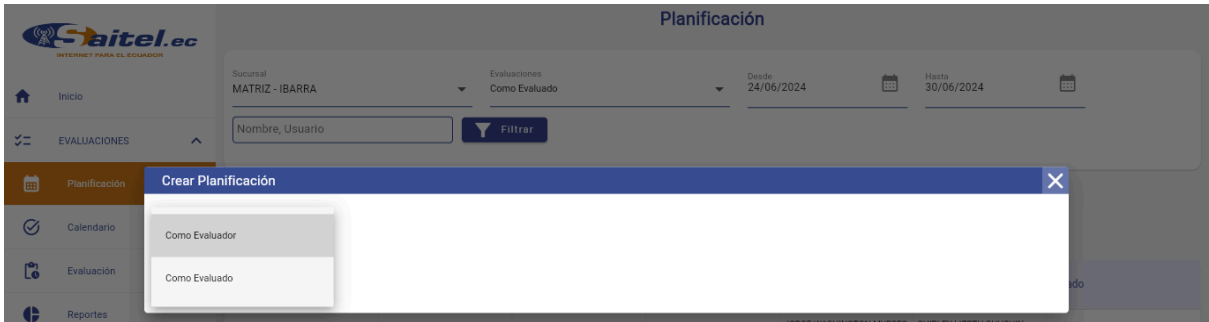 Planificación
Saitel.ec
INTERNET PARA EL ECUADOR
Sucursal
MATRIZ - IBARRA
Evaluaciones
Como Evaluado
Desde
24/06/2024
Hasta
30/06/2024
Inicio
Nombre, Usuario
Filtrar
EVALUACIONES
Planificación
Crear Planificación
Calendario
Como Evaluador
Como Evaluado
Evaluación
ado
Reportes